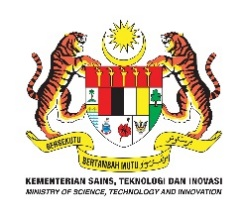 BERSEKUTU
BERTAMBAH MUTU
KEMENTERIAN SAINS, TEKNOLOGI DAN INOVASI
MINISTRY OF SCIENCE, TECHNOLOGY AND INNOVATION